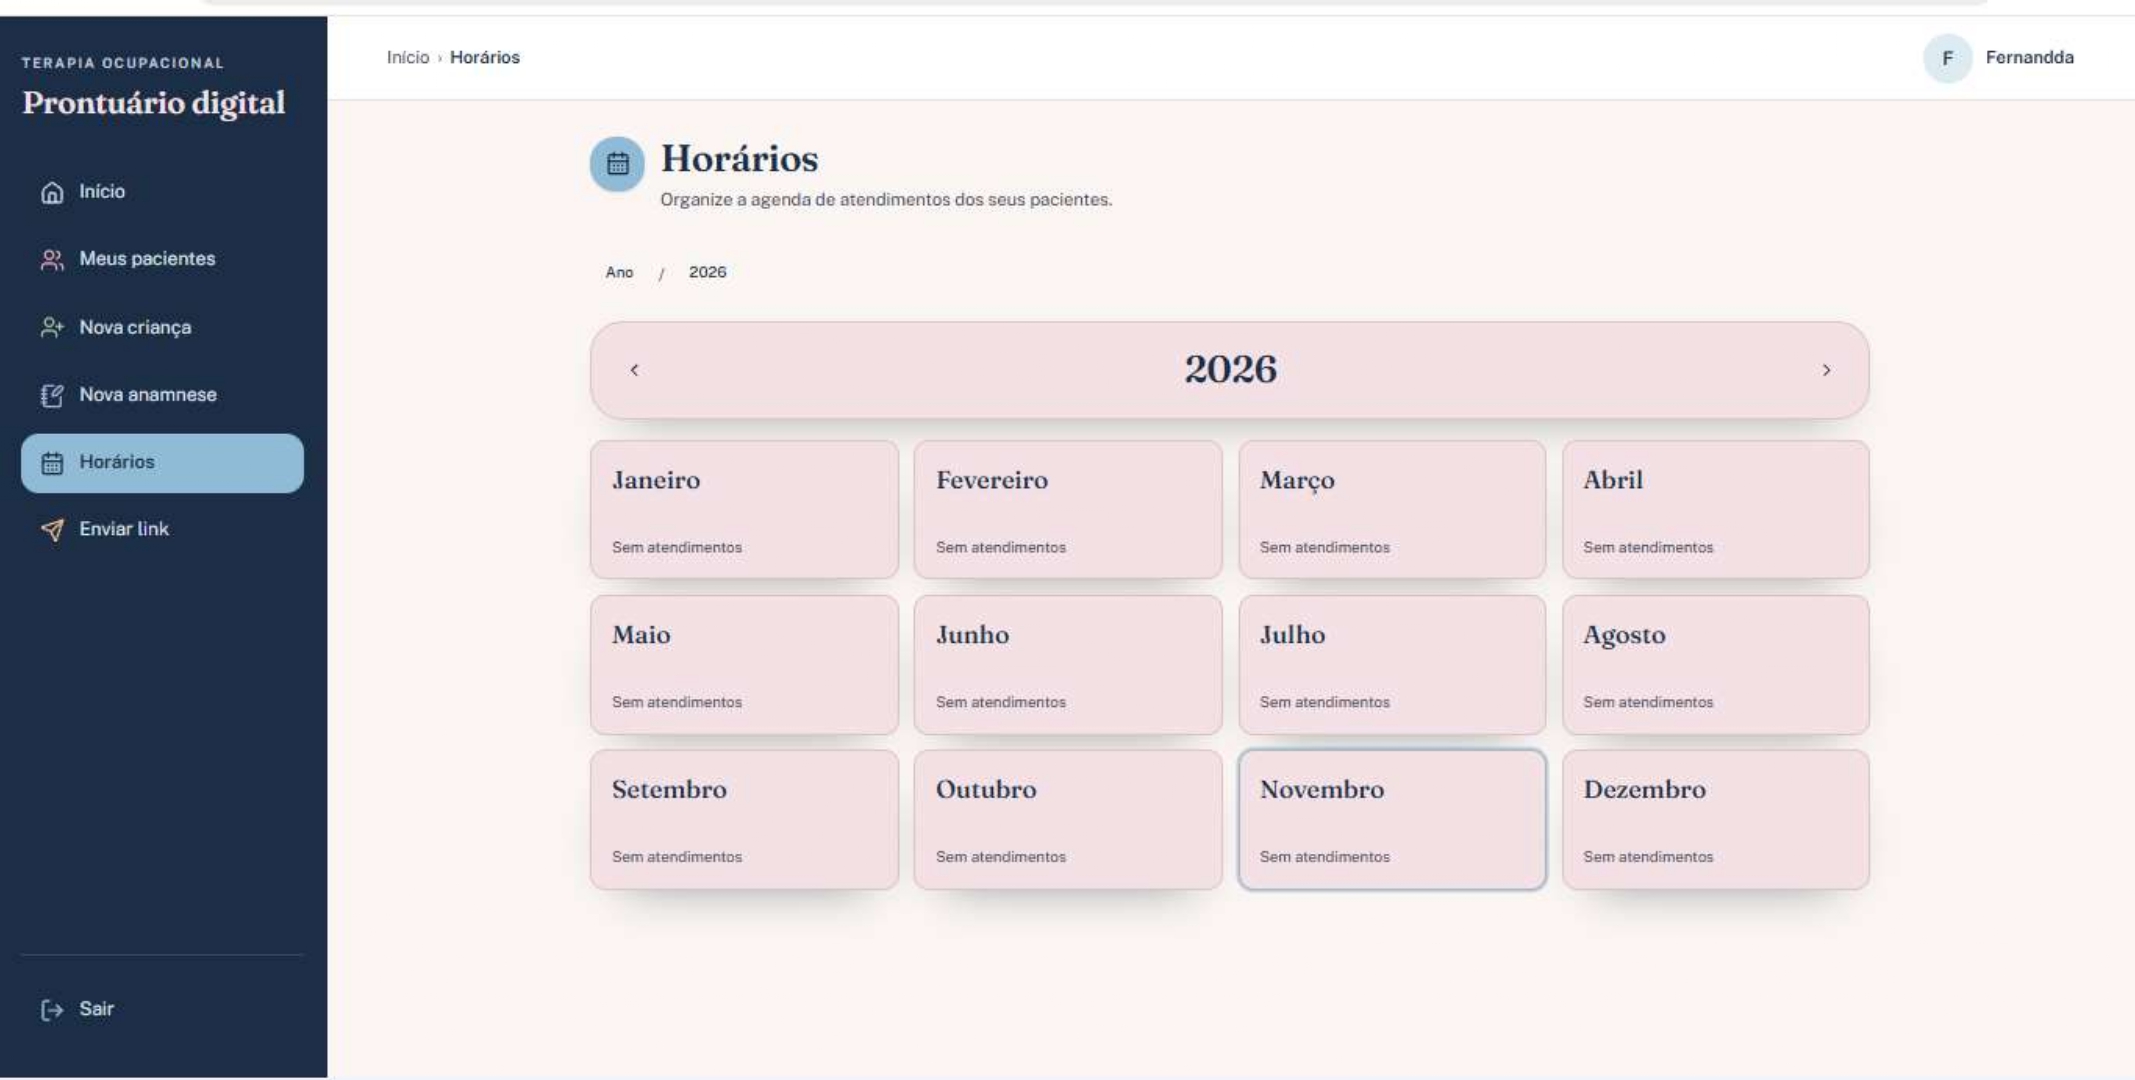 TERAPIA OCUPACIONAL
Prontuário digital
Início
Meus pacientes
Nova criança
Nova anamnese
Horários
Enviar link
Sair
Início › Horários
F Fernandda
Horários
Organize a agenda de atendimentos dos seus pacientes.
Ano / 2026
‹ 2026 ›
Janeiro
Sem atendimentos
Fevereiro
Sem atendimentos
Março
Sem atendimentos
Abril
Sem atendimentos
Maio
Sem atendimentos
Junho
Sem atendimentos
Julho
Sem atendimentos
Agosto
Sem atendimentos
Setembro
Sem atendimentos
Outubro
Sem atendimentos
Novembro
Sem atendimentos
Dezembro
Sem atendimentos